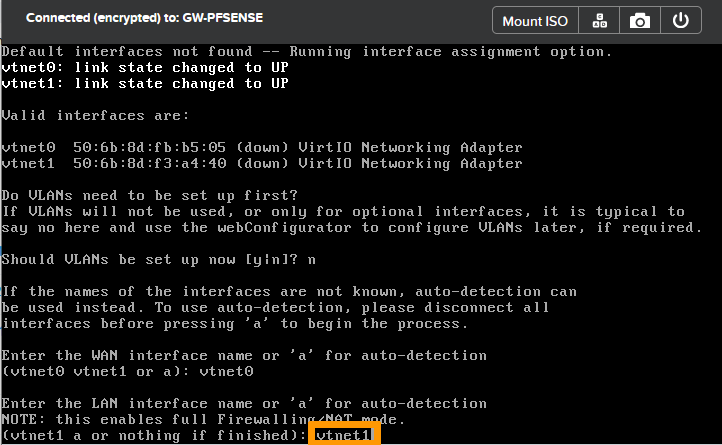 Connected (encrypted) to: GW-PFSENSE
Mount ISO
C
A D
Default interfaces not found -- Running interface assignment option.
vtnet0: link state changed to UP
vtnet1: link state changed to UP
Valid interfaces are:
vtnet0 50:6b:8d:fb:b5:05 (down) VirtIO Networking Adapter
vtnet1 50:6b:8d:f3:a4:40 (down) VirtIO Networking Adapter
Do VLANs need to be set up first?
If VLANs will not be used, or only for optional interfaces, it is typical to
say no here and use the webConfigurator to configure VLANs later, if required.
Should VLANs be set up now [y|n]? n
If the names of the interfaces are not known, auto-detection can
be used instead. To use auto-detection, please disconnect all
interfaces before pressing 'a' to begin the process.
Enter the WAN interface name or 'a' for auto-detection
(vtnet0 vtnet1 or a): vtnet0
Enter the LAN interface name or 'a' for auto-detection
NOTE: this enables full Firewalling/NAT mode.
(vtnet1 a or nothing if finished): vtnet1